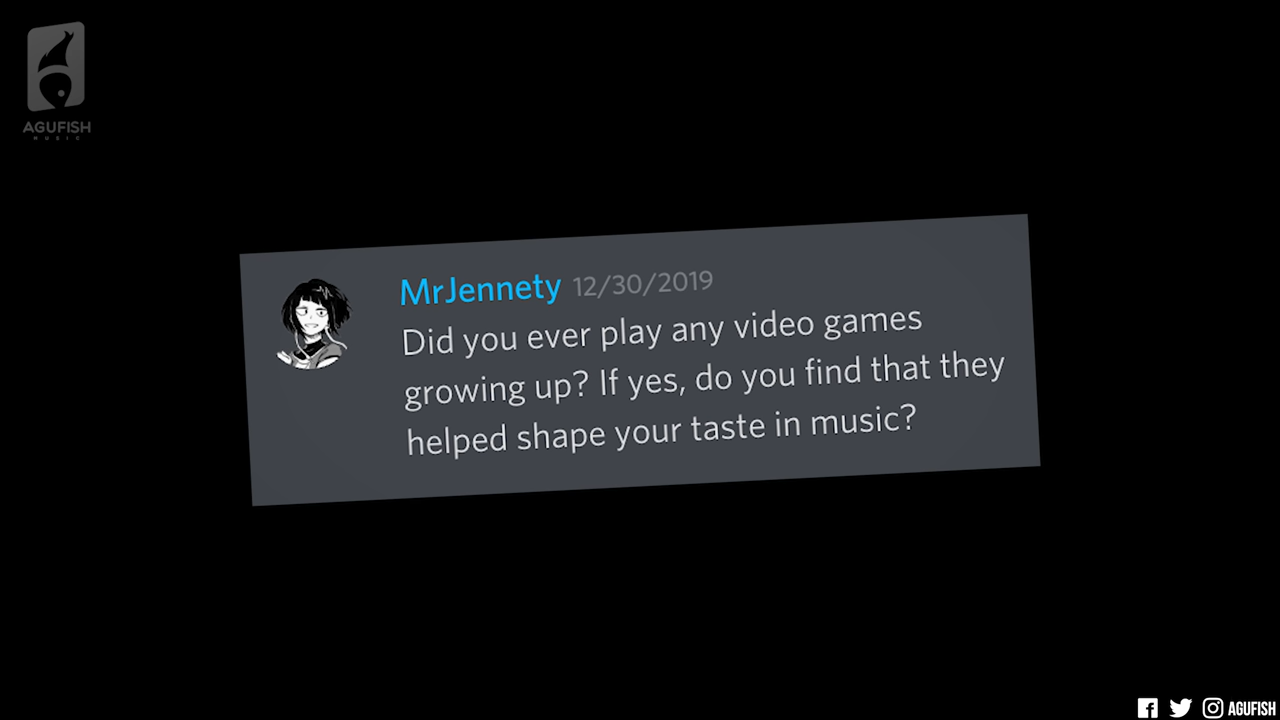 AGUFISH
MUSIC
MrJennety 12/30/2019
Did you ever play any video games
growing up? If yes, do you find that they
helped shape your taste in music?
AGUFISH